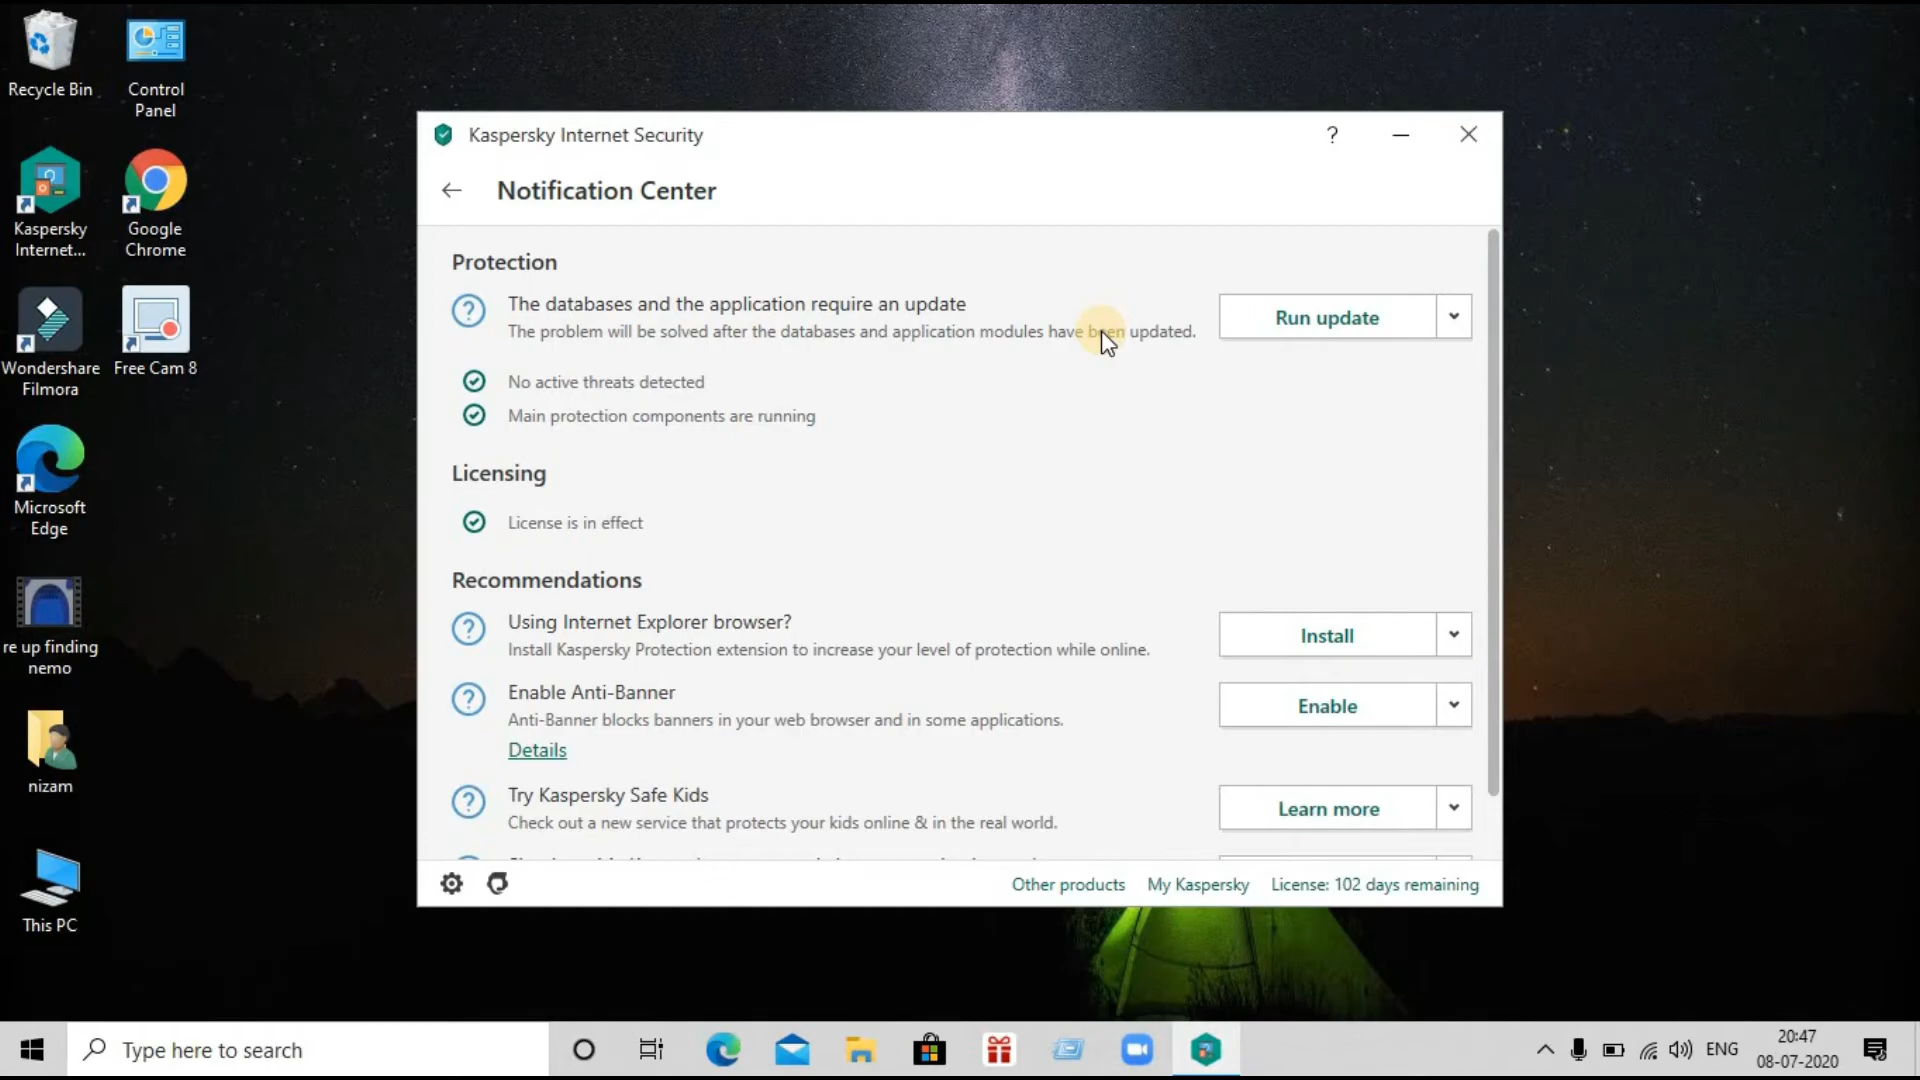 Recycle Bin
Control
Panel
Kaspersky
Internet...
Google
Chrome
Wondershare
Filmora
Free Cam 8
Microsoft
Edge
re up finding
nemo
nizam
This PC
Kaspersky Internet Security
?
Notification Center
Protection
The databases and the application require an update
The problem will be solved after the databases and application modules have been updated.
Run update
No active threats detected
Main protection components are running
Licensing
License is in effect
Recommendations
Using Internet Explorer browser?
Install Kaspersky Protection extension to increase your level of protection while online.
Install
Enable Anti-Banner
Anti-Banner blocks banners in your web browser and in some applications.
Details
Enable
Try Kaspersky Safe Kids
Check out a new service that protects your kids online & in the real world.
Learn more
Other products
My Kaspersky
License: 102 days remaining
Type here to search
ENG
20:47
08-07-2020